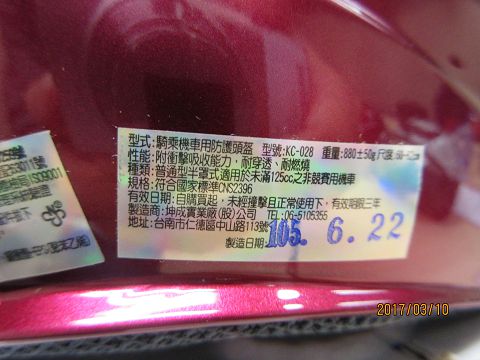 型式:騎乘機車用防護頭盔 型號:KC-028 重量:880±50g
性能:附衝擊吸收能力,耐穿透、耐燃燒
種類:普通型半罩式適用於未滿125cc之非競賽用機車
規格:符合國家標準CNS2396
有效日期:自購買起,未經撞擊且正常使用下,有效期限三年
製造商:坤成實業廠(股)公司 TEL:06-5105355
地址:台南市仁德區中山路113號
製造日期:105. 6. 22
ISO9001
2017/03/10